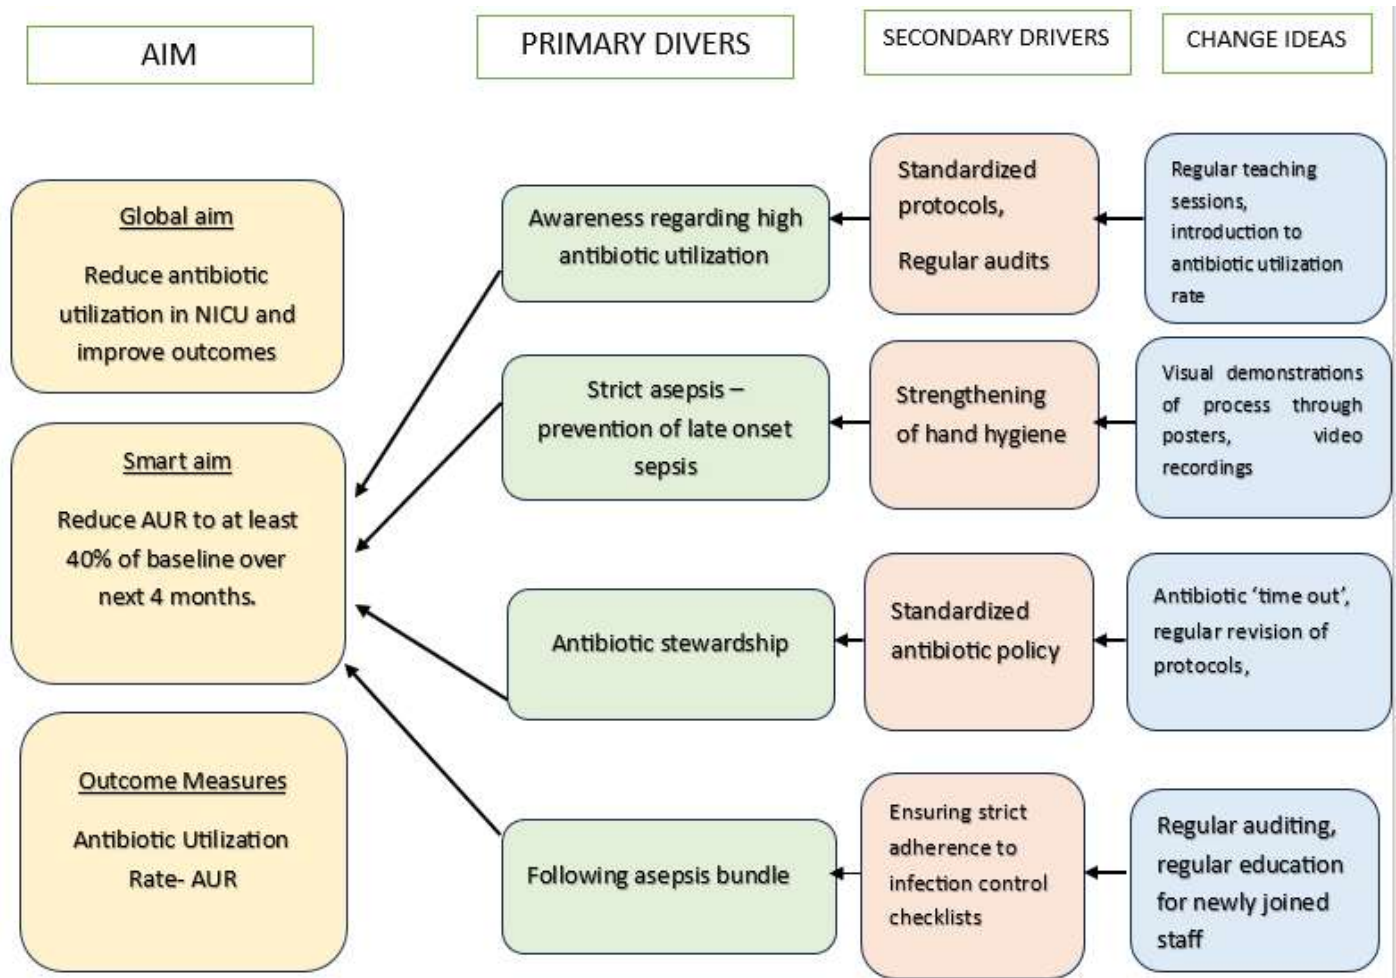 AIM
PRIMARY DIVERS
SECONDARY DRIVERS
CHANGE IDEAS
Global aim
Reduce antibiotic
utilization in NICU and
improve outcomes
Smart aim
Reduce AUR to at least
40% of baseline over
next 4 months.
Outcome Measures
Antibiotic Utilization
Rate- AUR
Awareness regarding high
antibiotic utilization
Strict asepsis –
prevention of late onset
sepsis
Antibiotic stewardship
Following asepsis bundle
Standardized
protocols,
Regular audits
Strengthening
of hand hygiene
Standardized
antibiotic policy
Ensuring strict
adherence to
infection control
checklists
Regular teaching
sessions,
introduction to
antibiotic utilization
rate
Visual demonstrations
of process through
posters, video
recordings
Antibiotic ‘time out’,
regular revision of
protocols,
Regular auditing,
regular education
for newly joined
staff